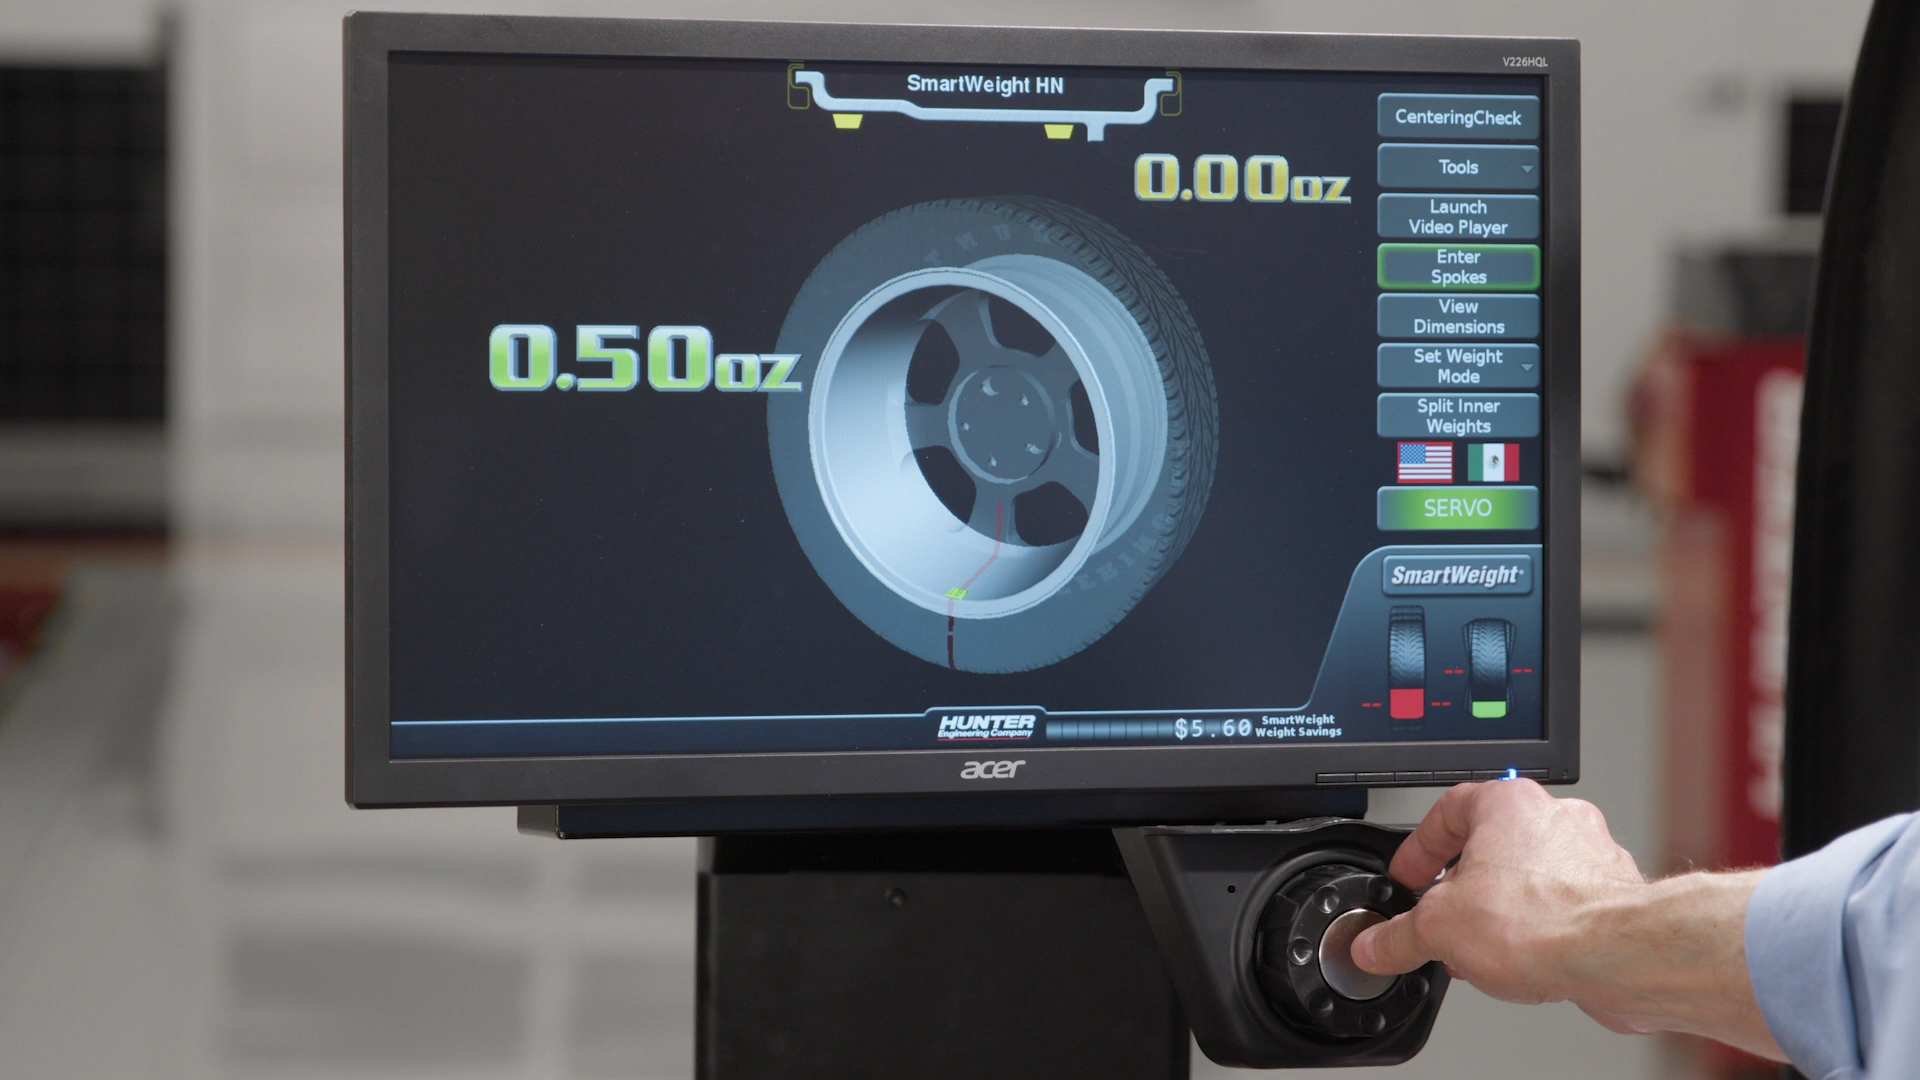 V226HQL
SmartWeight HN
0.00oz
0.50oz
CenteringCheck
Tools
Launch
Video Player
Enter
Spokes
View
Dimensions
Set Weight
Mode
Split Inner
Weights
SERVO
SmartWeight
HUNTER
Engineering Company
$5.60
SmartWeight
Weight Savings
acer